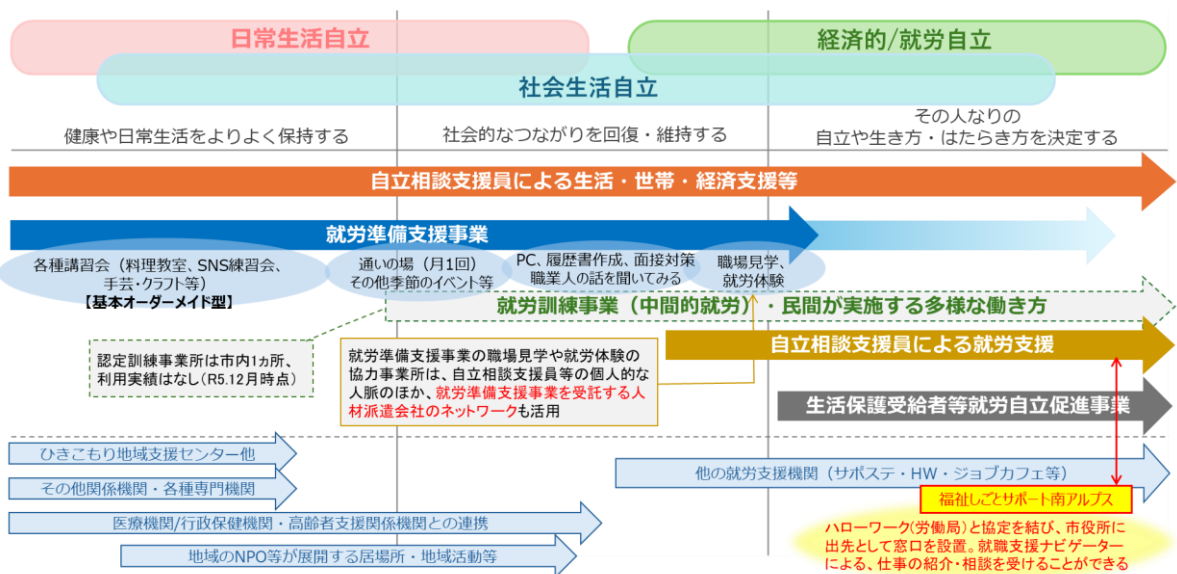 日常生活自立
経済的/就労自立
社会生活自立
健康や日常生活をよりよく保持する
社会的なつながりを回復・維持する
その人なりの
自立や生き方・はたらき方を決定する
自立相談支援員による生活・世帯・経済支援等
就労準備支援事業
各種講習会（料理教室、SNS練習会、
手芸・クラフト等）
【基本オーダーメイド型】
通いの場（月1回）
その他季節のイベント等
PC、履歴書作成、面接対策
職業人の話を聞いてみる
職場見学、
就労体験
就労訓練事業（中間的就労）・民間が実施する多様な働き方
認定訓練事業所は市内1ヵ所、
利用実績はなし（R5.12月時点）
就労準備支援事業の職場見学や就労体験の
協力事業所は、自立相談支援員等の個人的な
人脈のほか、就労準備支援事業を受託する人
材派遣会社のネットワークも活用
自立相談支援員による就労支援
生活保護受給者等就労自立促進事業
ひきこもり地域支援センター他
その他関係機関・各種専門機関
医療機関/行政保健機関・高齢者支援関係機関との連携
地域のNPO等が展開する居場所・地域活動等
他の就労支援機関（サポステ・HW・ジョブカフェ等）
福祉しごとサポート南アルプス
ハローワーク(労働局)と協定を結び、市役所に
出先として窓口を設置。就職支援ナビゲーター
による、仕事の紹介・相談を受けることができる